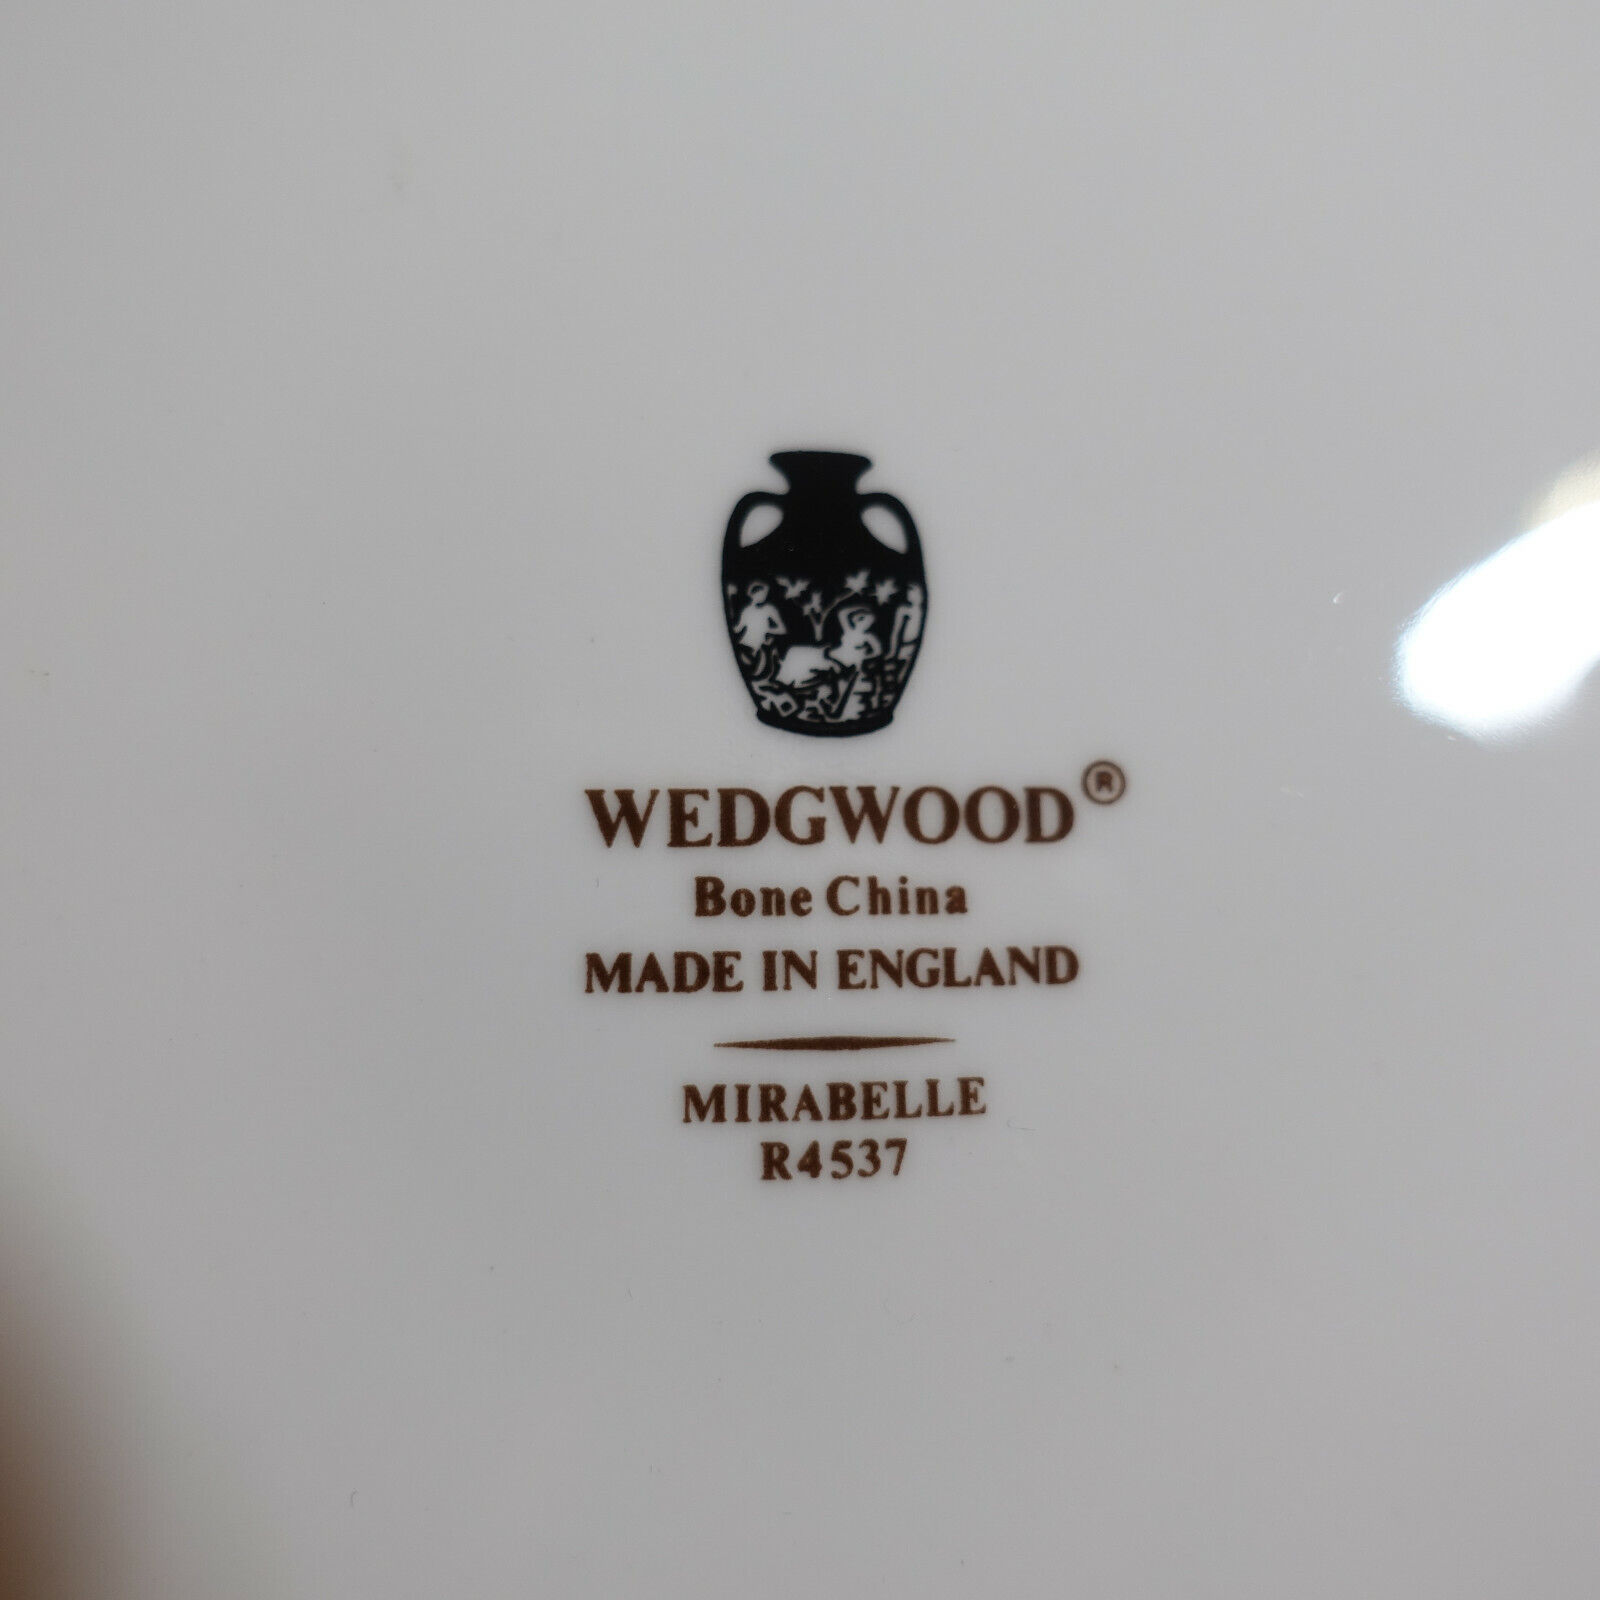 WEDGWOOD®
Bone China
MADE IN ENGLAND
MIRABELLE
R4537